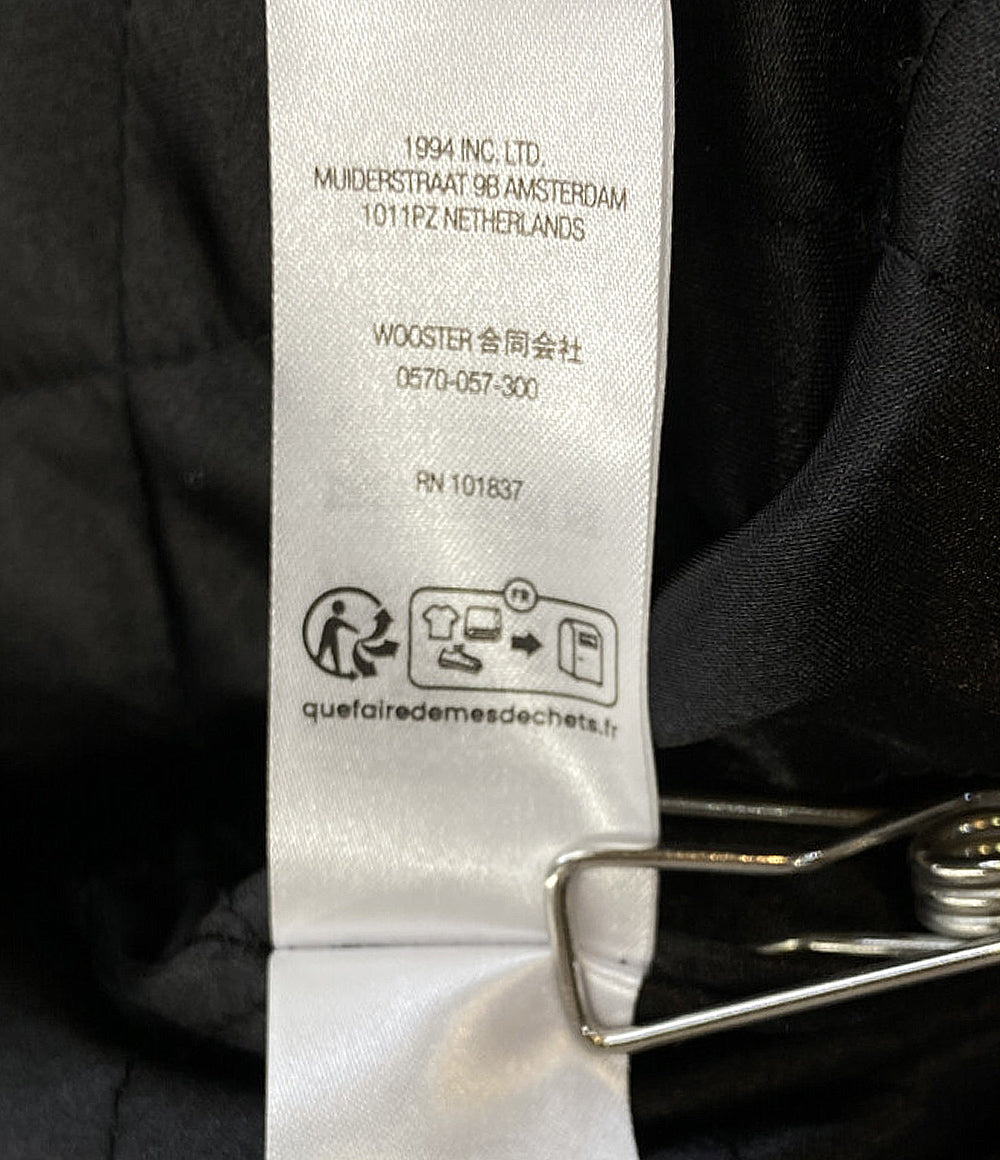 1994 INC. LTD.
MUIDERSTRAAT 9B AMSTERDAM
1011PZ NETHERLANDS
WOOSTER 合同会社
0570-057-300
RN 101837
FR
quefairedemesdechets.fr